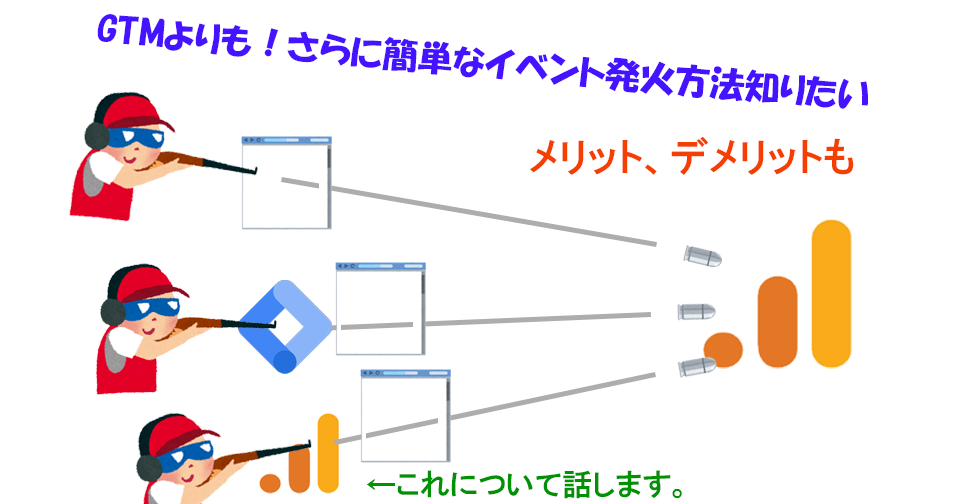 GTMよりも！さらに簡単なイベント発火方法知りたい
メリット、デメリットも
←これについて話します。